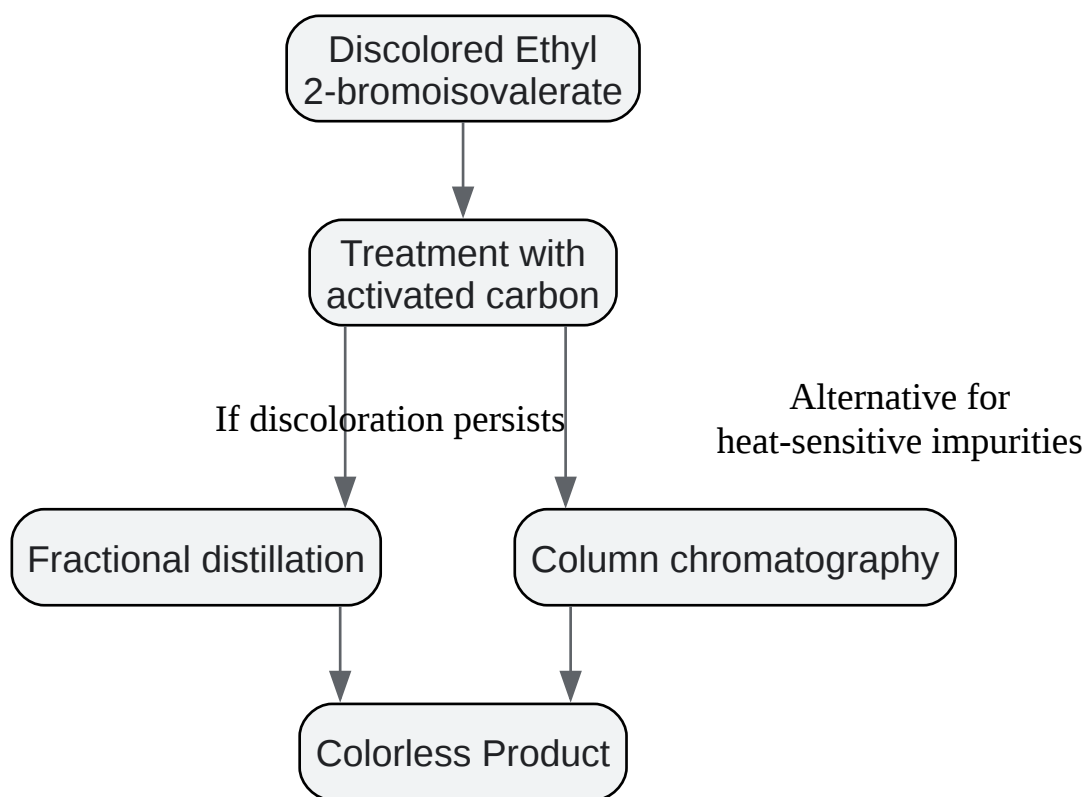 Discolored Ethyl
2-bromoisovalerate
Treatment with
activated carbon
If discoloration persists
Alternative for
heat-sensitive impurities
Fractional distillation
Column chromatography
Colorless Product